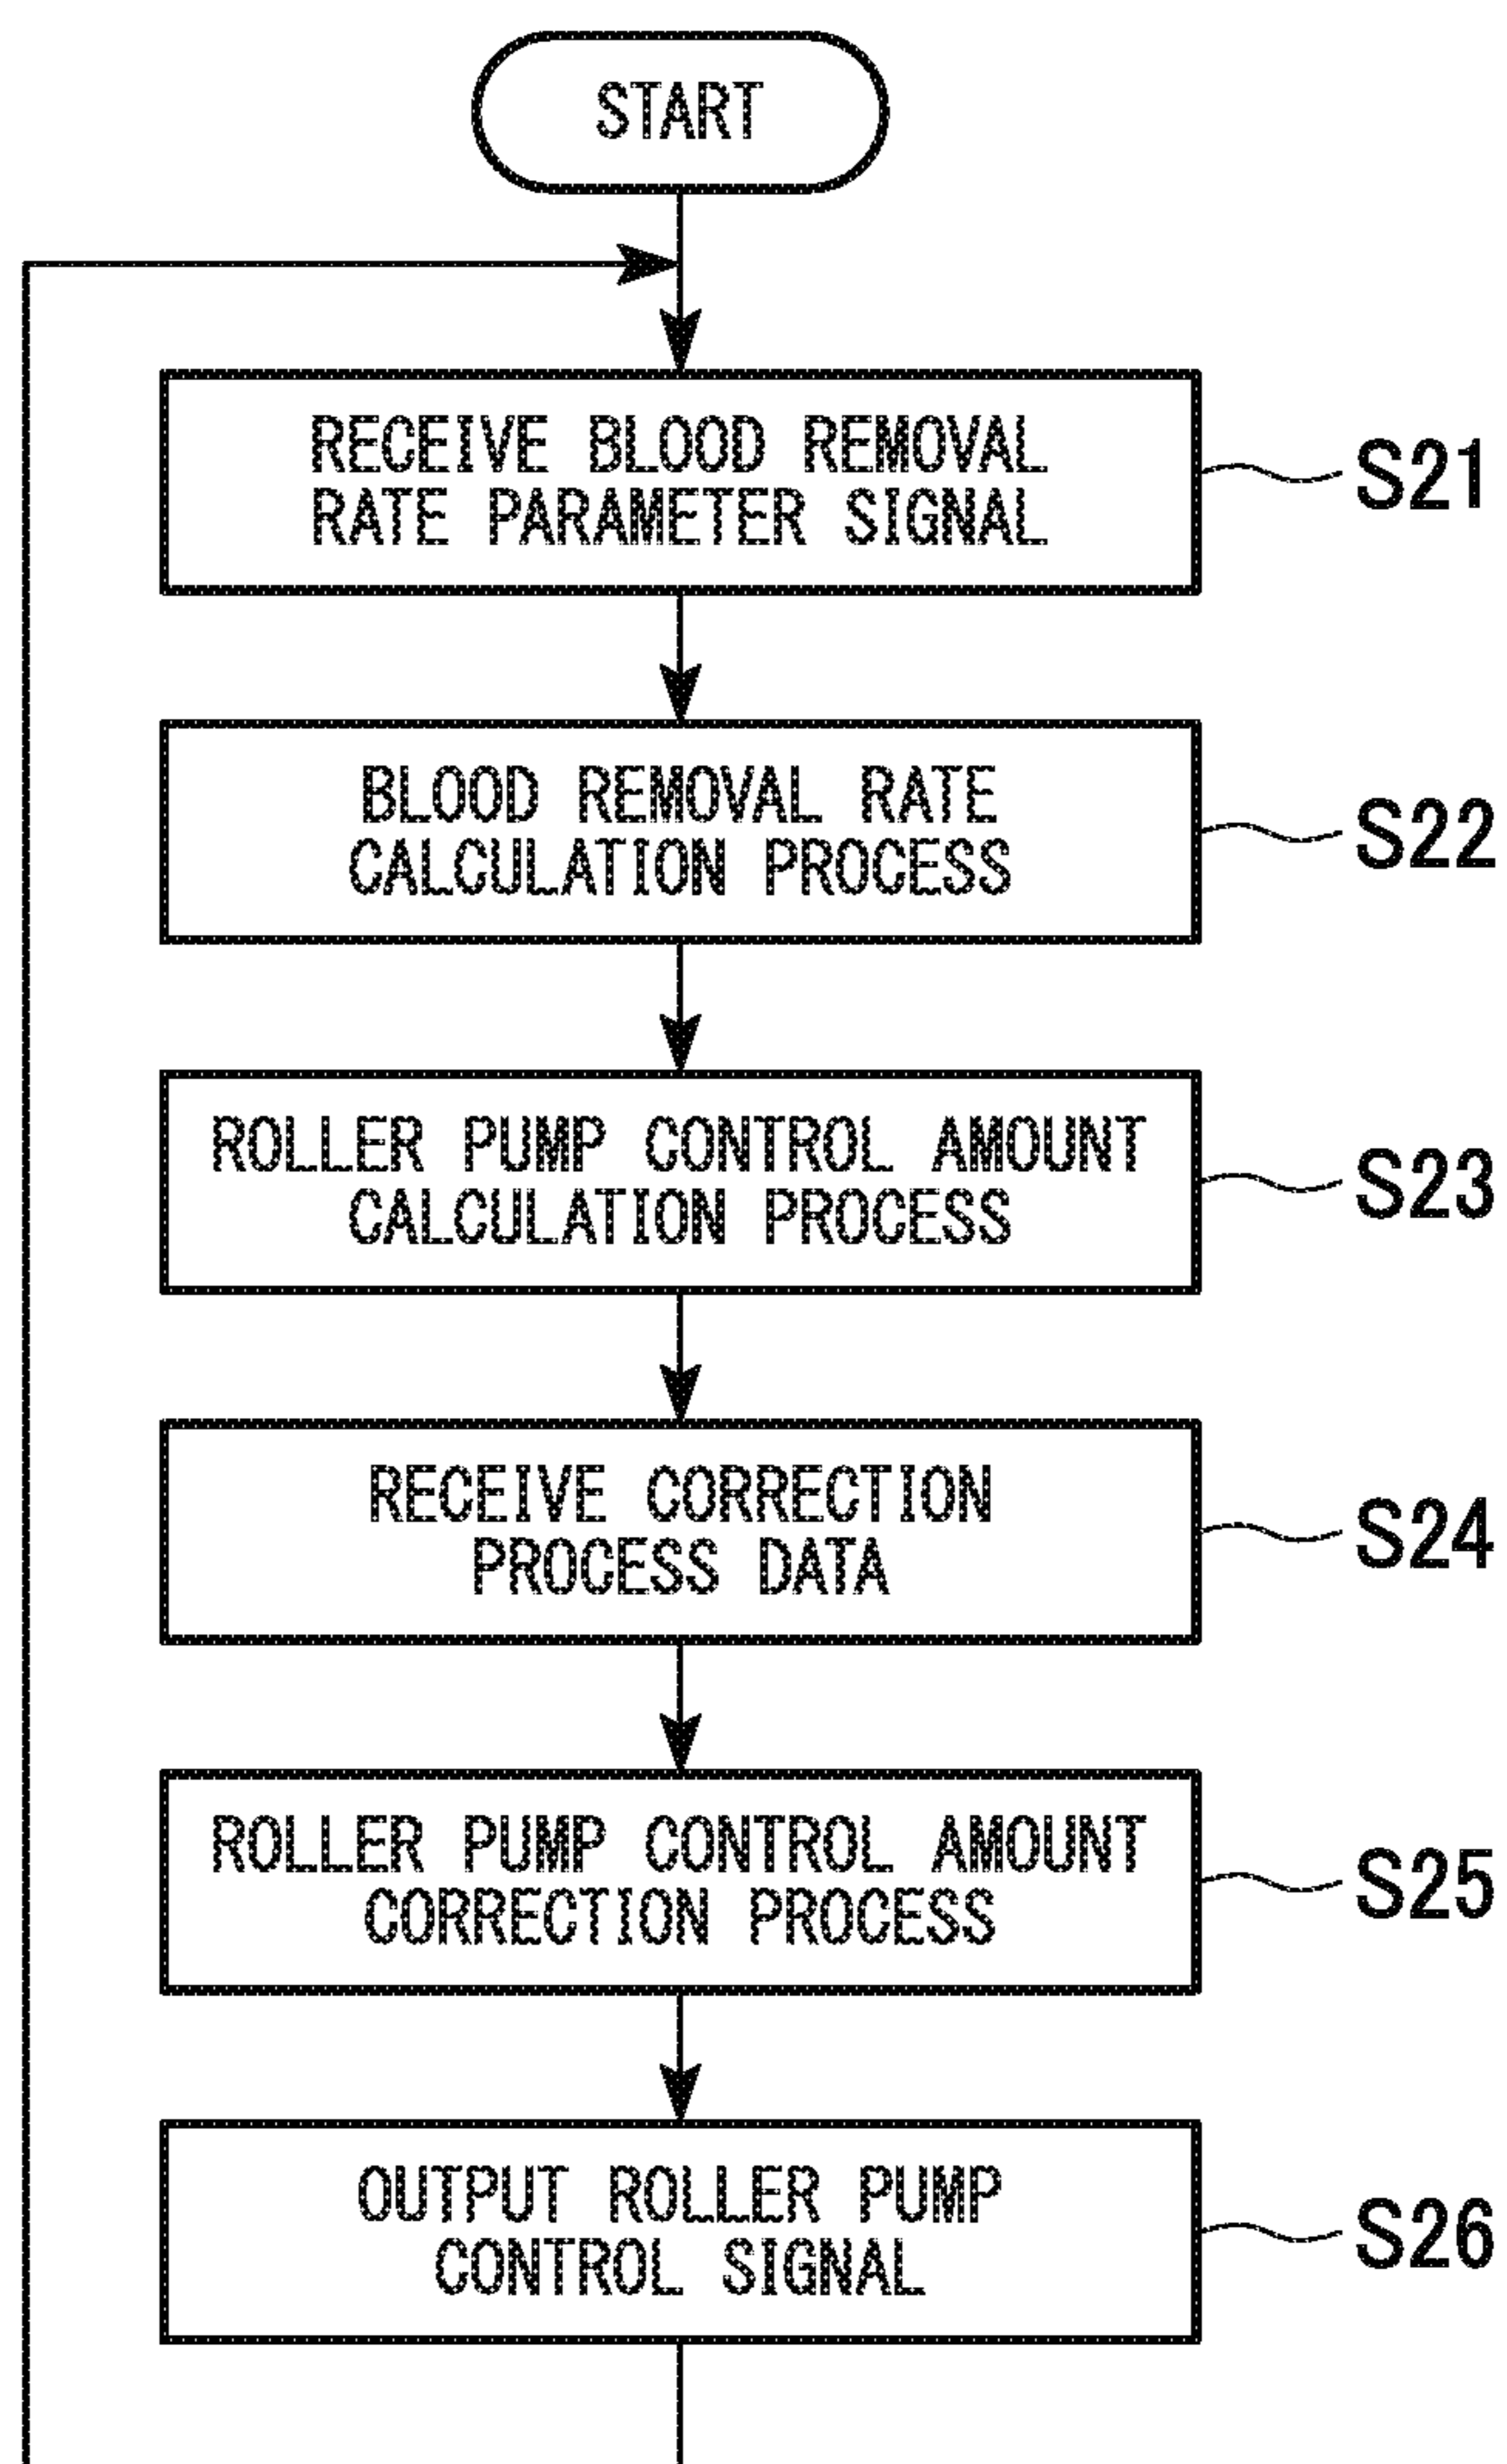 START
RECEIVE BLOOD REMOVAL
RATE PARAMETER SIGNAL
S21
BLOOD REMOVAL RATE
CALCULATION PROCESS
S22
ROLLER PUMP CONTROL AMOUNT
CALCULATION PROCESS
S23
RECEIVE CORRECTION
PROCESS DATA
S24
ROLLER PUMP CONTROL AMOUNT
CORRECTION PROCESS
S25
OUTPUT ROLLER PUMP
CONTROL SIGNAL
S26